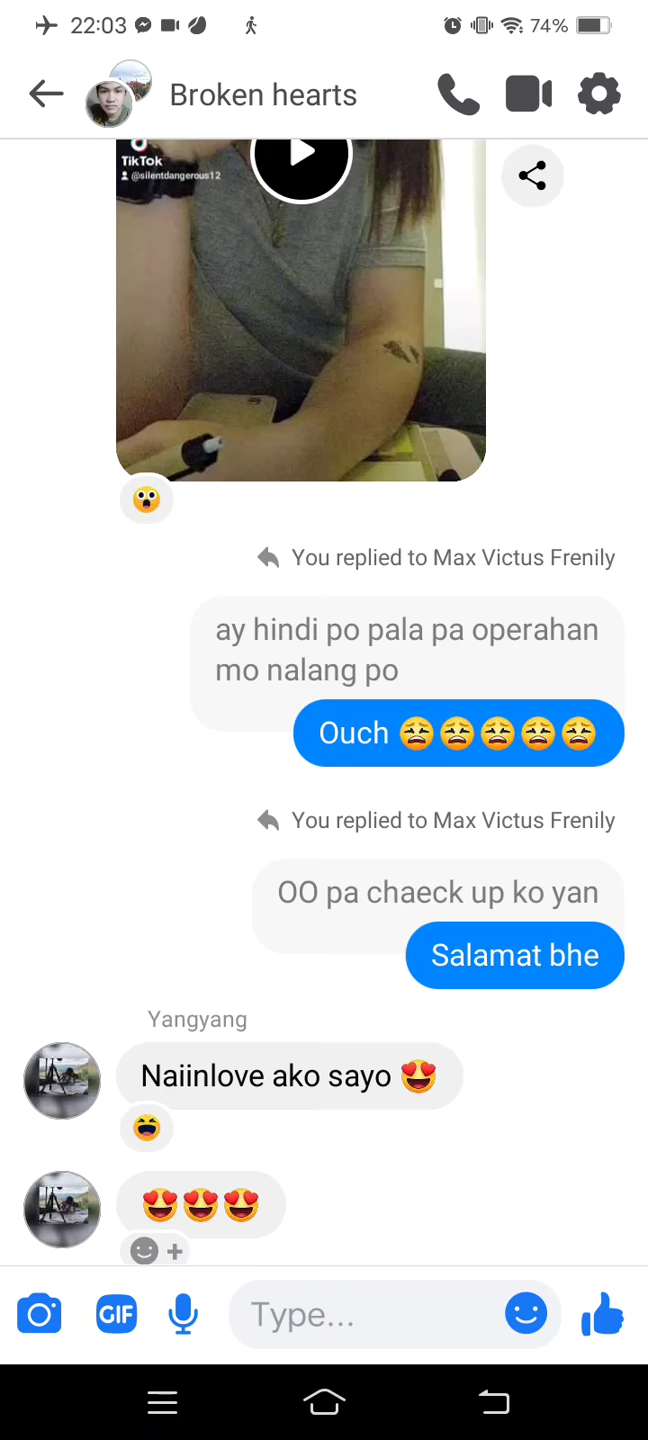 22:03
74%
Broken hearts
TikTok
@silentdangerous12
You replied to Max Victus Frenily
ay hindi po pala pa operahan
mo nalang po
Ouch 😩😩😩😩😩
You replied to Max Victus Frenily
OO pa chaeck up ko yan
Salamat bhe
Yangyang
Naiinlove ako sayo 😍
😍😍😍
GIF
Type...